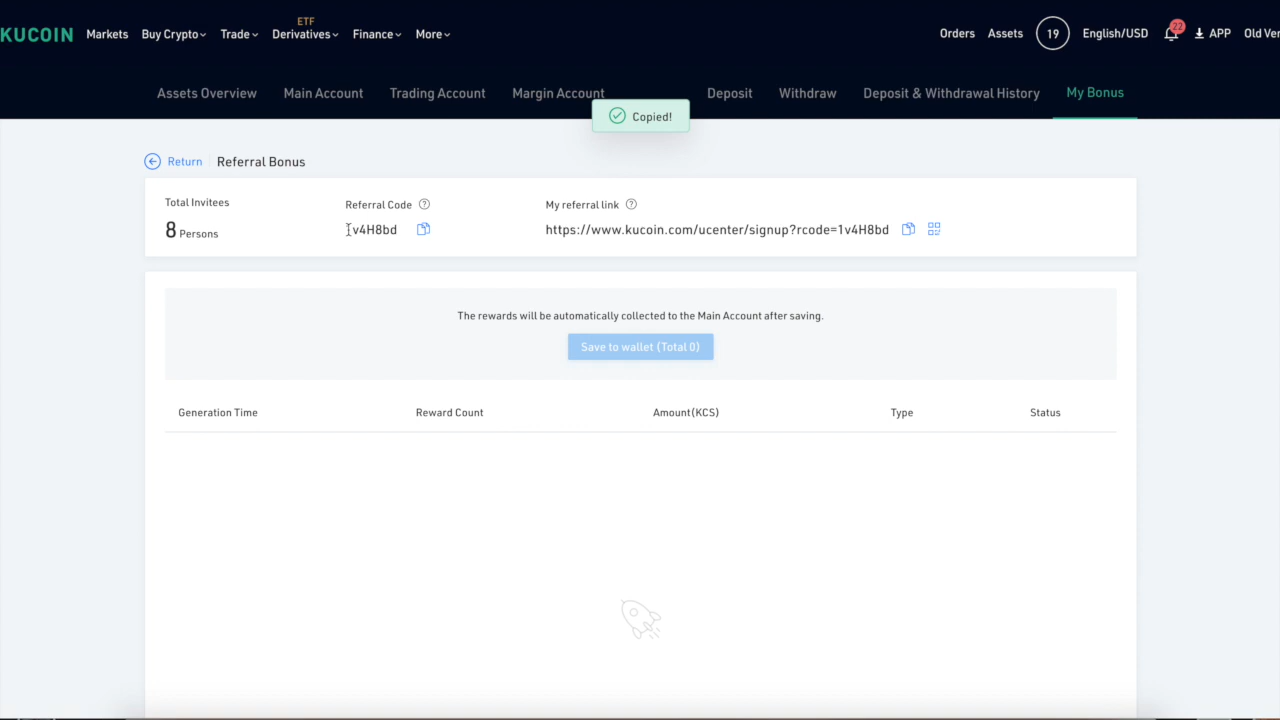 ETF
KUCOIN Markets Buy Crypto Trade Derivatives Finance More Orders Assets 19 English/USD 22 APP Old Ver
Assets Overview Main Account Trading Account Margin Account Deposit Withdraw Deposit & Withdrawal History My Bonus
Copied!
Return Referral Bonus
Total Invitees Referral Code ? My referral link ?
8 Persons 1v4H8bd https://www.kucoin.com/ucenter/signup?rcode=1v4H8bd
The rewards will be automatically collected to the Main Account after saving.
Save to wallet (Total 0)
Generation Time Reward Count Amount(KCS) Type Status